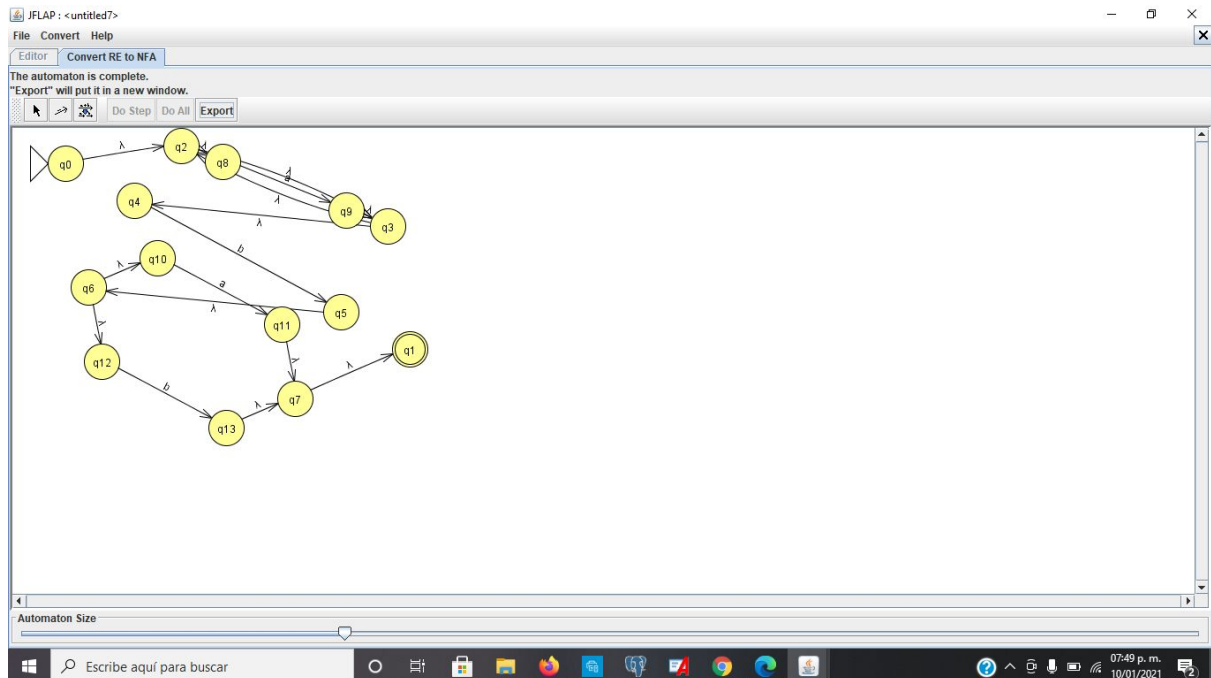 JFLAP : <untitled7>
File Convert Help
Editor Convert RE to NFA
The automaton is complete.
"Export" will put it in a new window.
Do Step Do All Export
λ
q0
q2
λ
q8
λ
a
λ
q9
λ
q3
q4
λ
b
q10
λ
a
q6
λ
q5
q11
λ
λ
q1
q12
λ
b
q7
λ
q13
Automaton Size
Escribe aquí para buscar
07:49 p. m.
10/01/2021
2